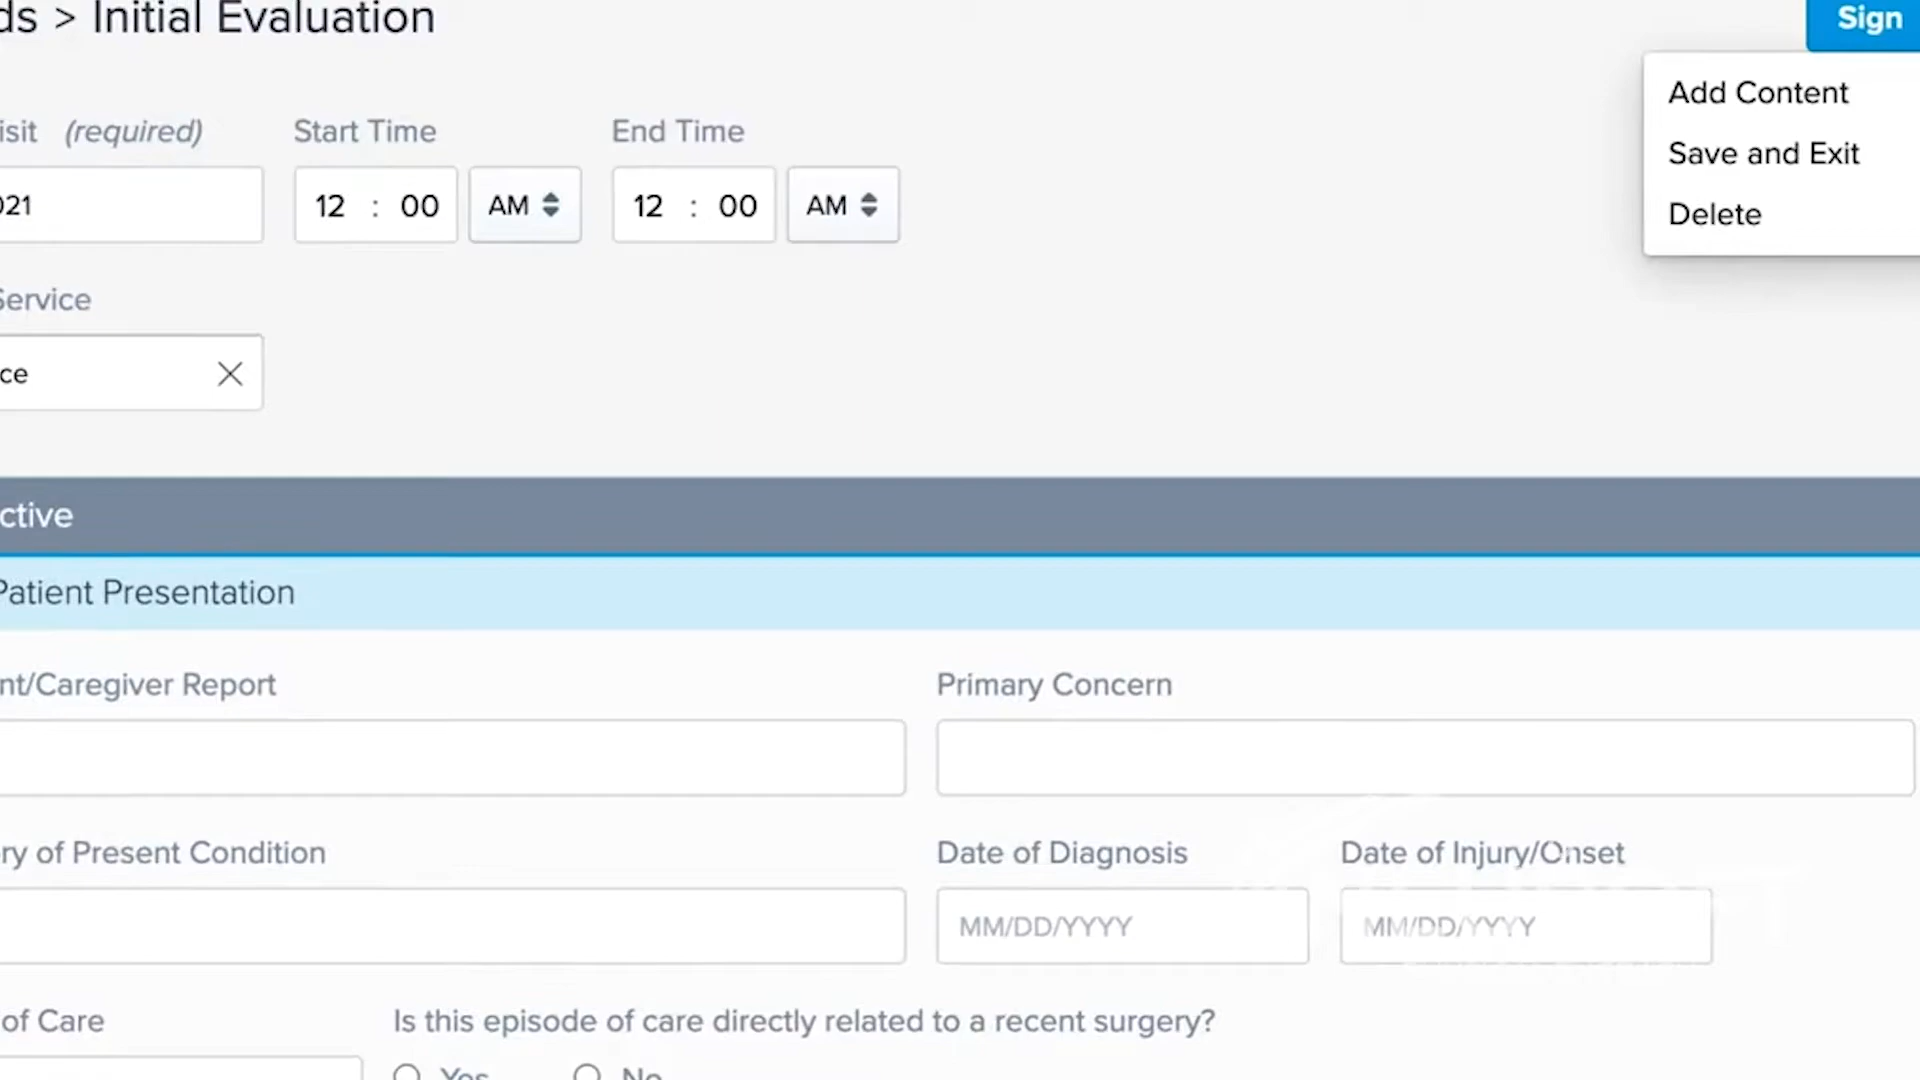 ds > Initial Evaluation
Sign
Add Content
Save and Exit
Delete
isit (required)
Start Time
End Time
021
12 : 00
AM
12 : 00
AM
Service
ce
ctive
Patient Presentation
nt/Caregiver Report
Primary Concern
ry of Present Condition
Date of Diagnosis
Date of Injury/Onset
MM/DD/YYYY
MM/DD/YYYY
of Care
Is this episode of care directly related to a recent surgery?
Yes
No